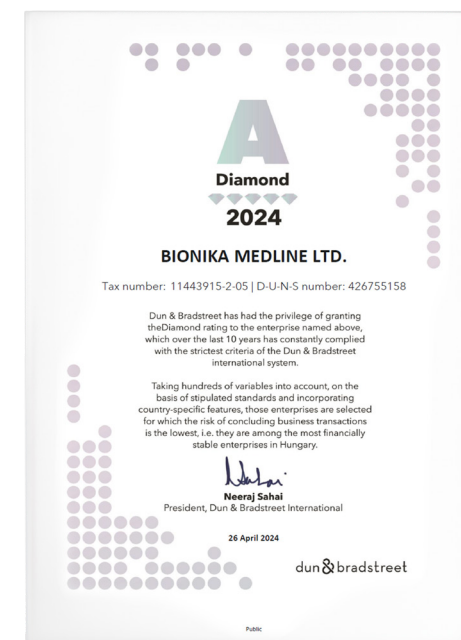 A
Diamond
2024
BIONIKA MEDLINE LTD.
Tax number: 11443915-2-05 | D-U-N-S number: 426755158
Dun & Bradstreet has had the privilege of granting
theDiamond rating to the enterprise named above,
which over the last 10 years has constantly complied
with the strictest criteria of the Dun & Bradstreet
international system.
Taking hundreds of variables into account, on the
basis of stipulated standards and incorporating
country-specific features, those enterprises are selected
for which the risk of concluding business transactions
is the lowest, i.e. they are among the most financially
stable enterprises in Hungary.
Neeraj Sahai
President, Dun & Bradstreet International
26 April 2024
dun & bradstreet
Public